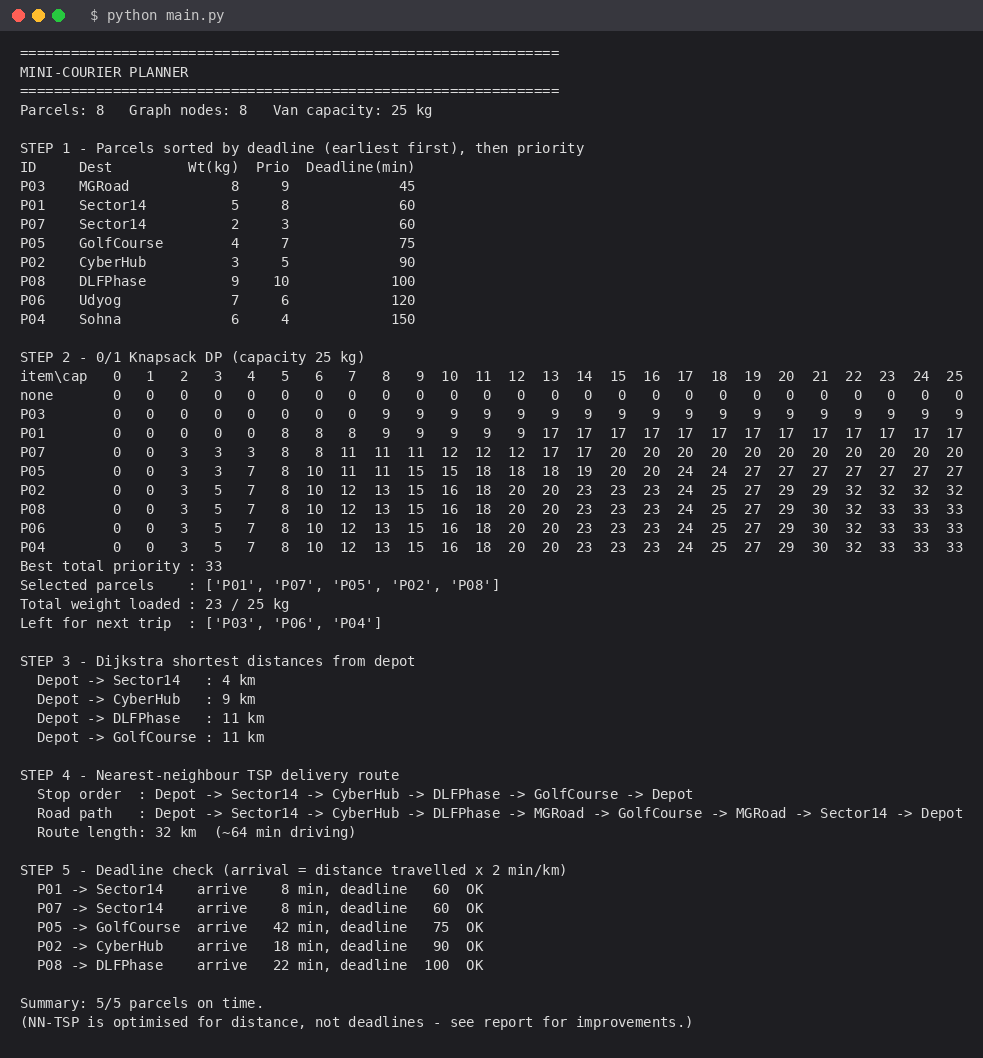 $ python main.py
================================================================
MINI-COURIER PLANNER
================================================================
Parcels: 8   Graph nodes: 8   Van capacity: 25 kg
STEP 1 - Parcels sorted by deadline (earliest first), then priority
ID     Dest         Wt(kg)  Prio  Deadline(min)
P03    MGRoad            8     9             45
P01    Sector14          5     8             60
P07    Sector14          2     3             60
P05    GolfCourse        4     7             75
P02    CyberHub          3     5             90
P08    DLFPhase          9    10            100
P06    Udyog             7     6            120
P04    Sohna             6     4            150
STEP 2 - 0/1 Knapsack DP (capacity 25 kg)
item\cap   0   1   2   3   4   5   6   7   8   9  10  11  12  13  14  15  16  17  18  19  20  21  22  23  24  25
none       0   0   0   0   0   0   0   0   0   0   0   0   0   0   0   0   0   0   0   0   0   0   0   0   0   0
P03        0   0   0   0   0   0   0   0   9   9   9   9   9   9   9   9   9   9   9   9   9   9   9   9   9   9
P01        0   0   0   0   0   8   8   8   9   9   9   9   9  17  17  17  17  17  17  17  17  17  17  17  17  17
P07        0   0   3   3   3   8   8  11  11  11  12  12  12  17  17  20  20  20  20  20  20  20  20  20  20  20
P05        0   0   3   3   7   8  10  11  11  15  15  18  18  18  19  20  20  24  24  27  27  27  27  27  27  27
P02        0   0   3   5   7   8  10  12  13  15  16  18  20  20  23  23  23  24  25  27  29  29  32  32  32  32
P08        0   0   3   5   7   8  10  12  13  15  16  18  20  20  23  23  23  24  25  27  29  30  32  33  33  33
P06        0   0   3   5   7   8  10  12  13  15  16  18  20  20  23  23  23  24  25  27  29  30  32  33  33  33
P04        0   0   3   5   7   8  10  12  13  15  16  18  20  20  23  23  23  24  25  27  29  30  32  33  33  33
Best total priority : 33
Selected parcels    : ['P01', 'P07', 'P05', 'P02', 'P08']
Total weight loaded : 23 / 25 kg
Left for next trip  : ['P03', 'P06', 'P04']
STEP 3 - Dijkstra shortest distances from depot
  Depot -> Sector14   : 4 km
  Depot -> CyberHub   : 9 km
  Depot -> DLFPhase   : 11 km
  Depot -> GolfCourse : 11 km
STEP 4 - Nearest-neighbour TSP delivery route
  Stop order  : Depot -> Sector14 -> CyberHub -> DLFPhase -> GolfCourse -> Depot
  Road path   : Depot -> Sector14 -> CyberHub -> DLFPhase -> MGRoad -> GolfCourse -> MGRoad -> Sector14 -> Depot
  Route length: 32 km  (~64 min driving)
STEP 5 - Deadline check (arrival = distance travelled x 2 min/km)
  P01 -> Sector14    arrive    8 min, deadline   60  OK
  P07 -> Sector14    arrive    8 min, deadline   60  OK
  P05 -> GolfCourse  arrive   42 min, deadline   75  OK
  P02 -> CyberHub    arrive   18 min, deadline   90  OK
  P08 -> DLFPhase    arrive   22 min, deadline  100  OK
Summary: 5/5 parcels on time.
(NN-TSP is optimised for distance, not deadlines - see report for improvements.)